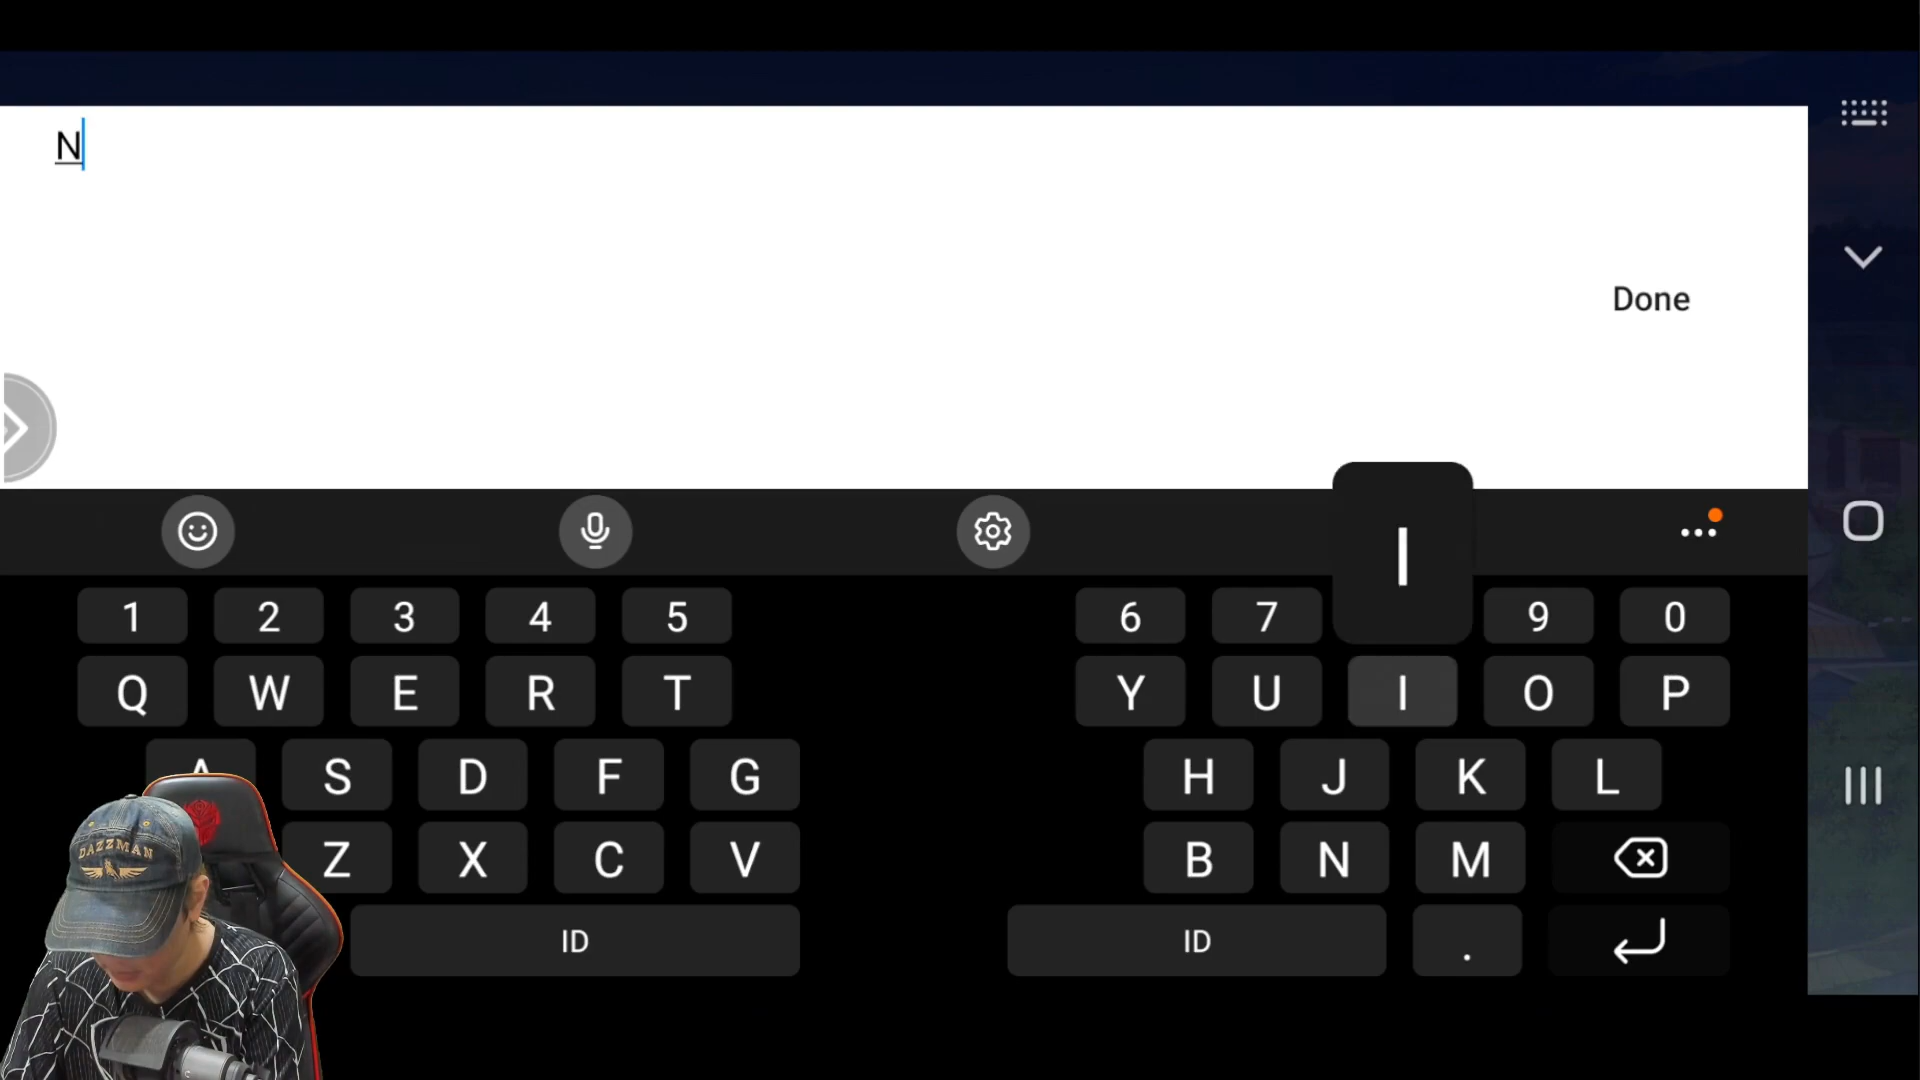 N
Done
I
1 2 3 4 5 6 7 9 0
Q W E R T Y U I O P
A S D F G H J K L
Z X C V B N M
ID ID .
DAZZMAN